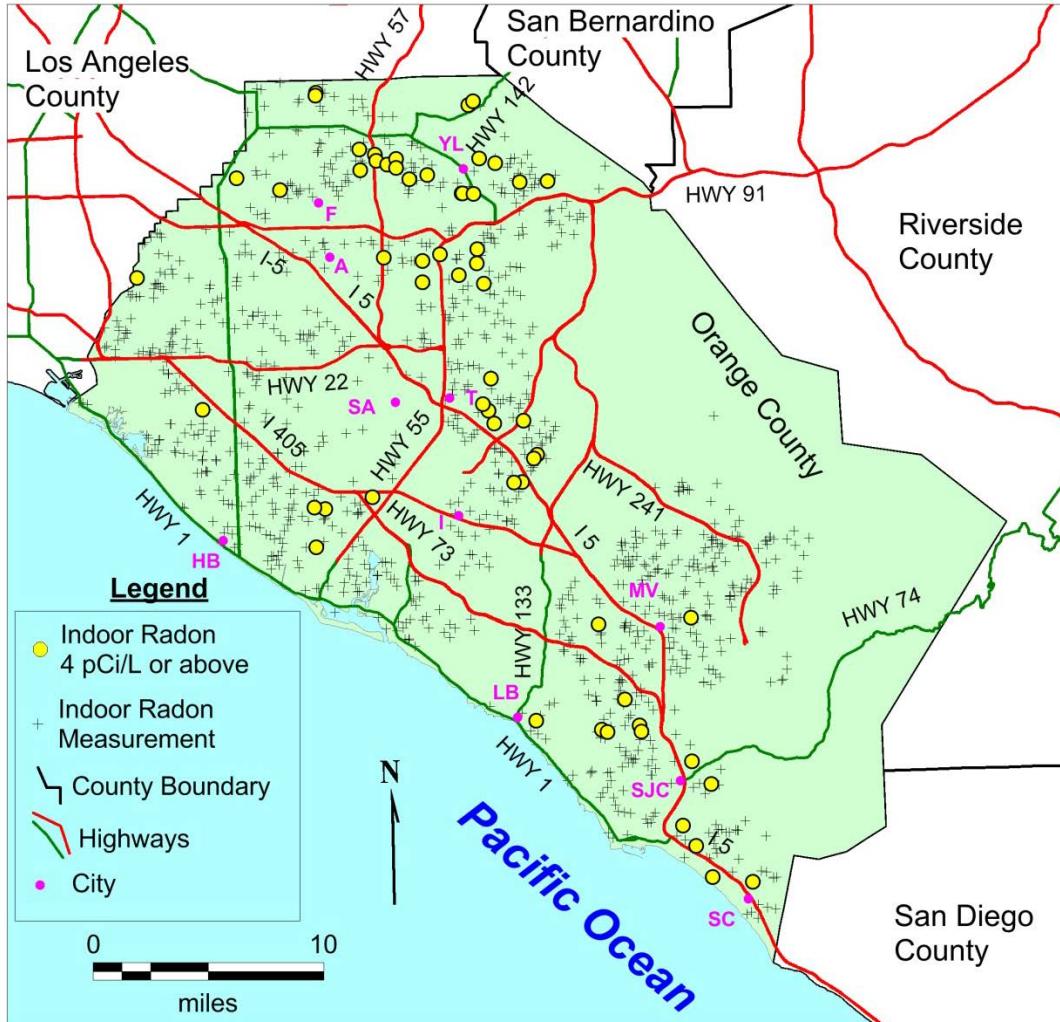 San Bernardino
County
HWY 57
Los Angeles
County
HWY 142
YL
HWY 91
F
Riverside
County
A
I-5
I 5
Orange County
HWY 22
SA
T
I 405
HWY 55
HWY 241
HWY 1
I
I 5
HWY 73
HB
HWY 133
MV
HWY 74
Legend
Indoor Radon
4 pCi/L or above
Indoor Radon
Measurement
County Boundary
Highways
City
LB
HWY 1
N
SJC
I 5
Pacific Ocean
SC
San Diego
County
0 10
miles